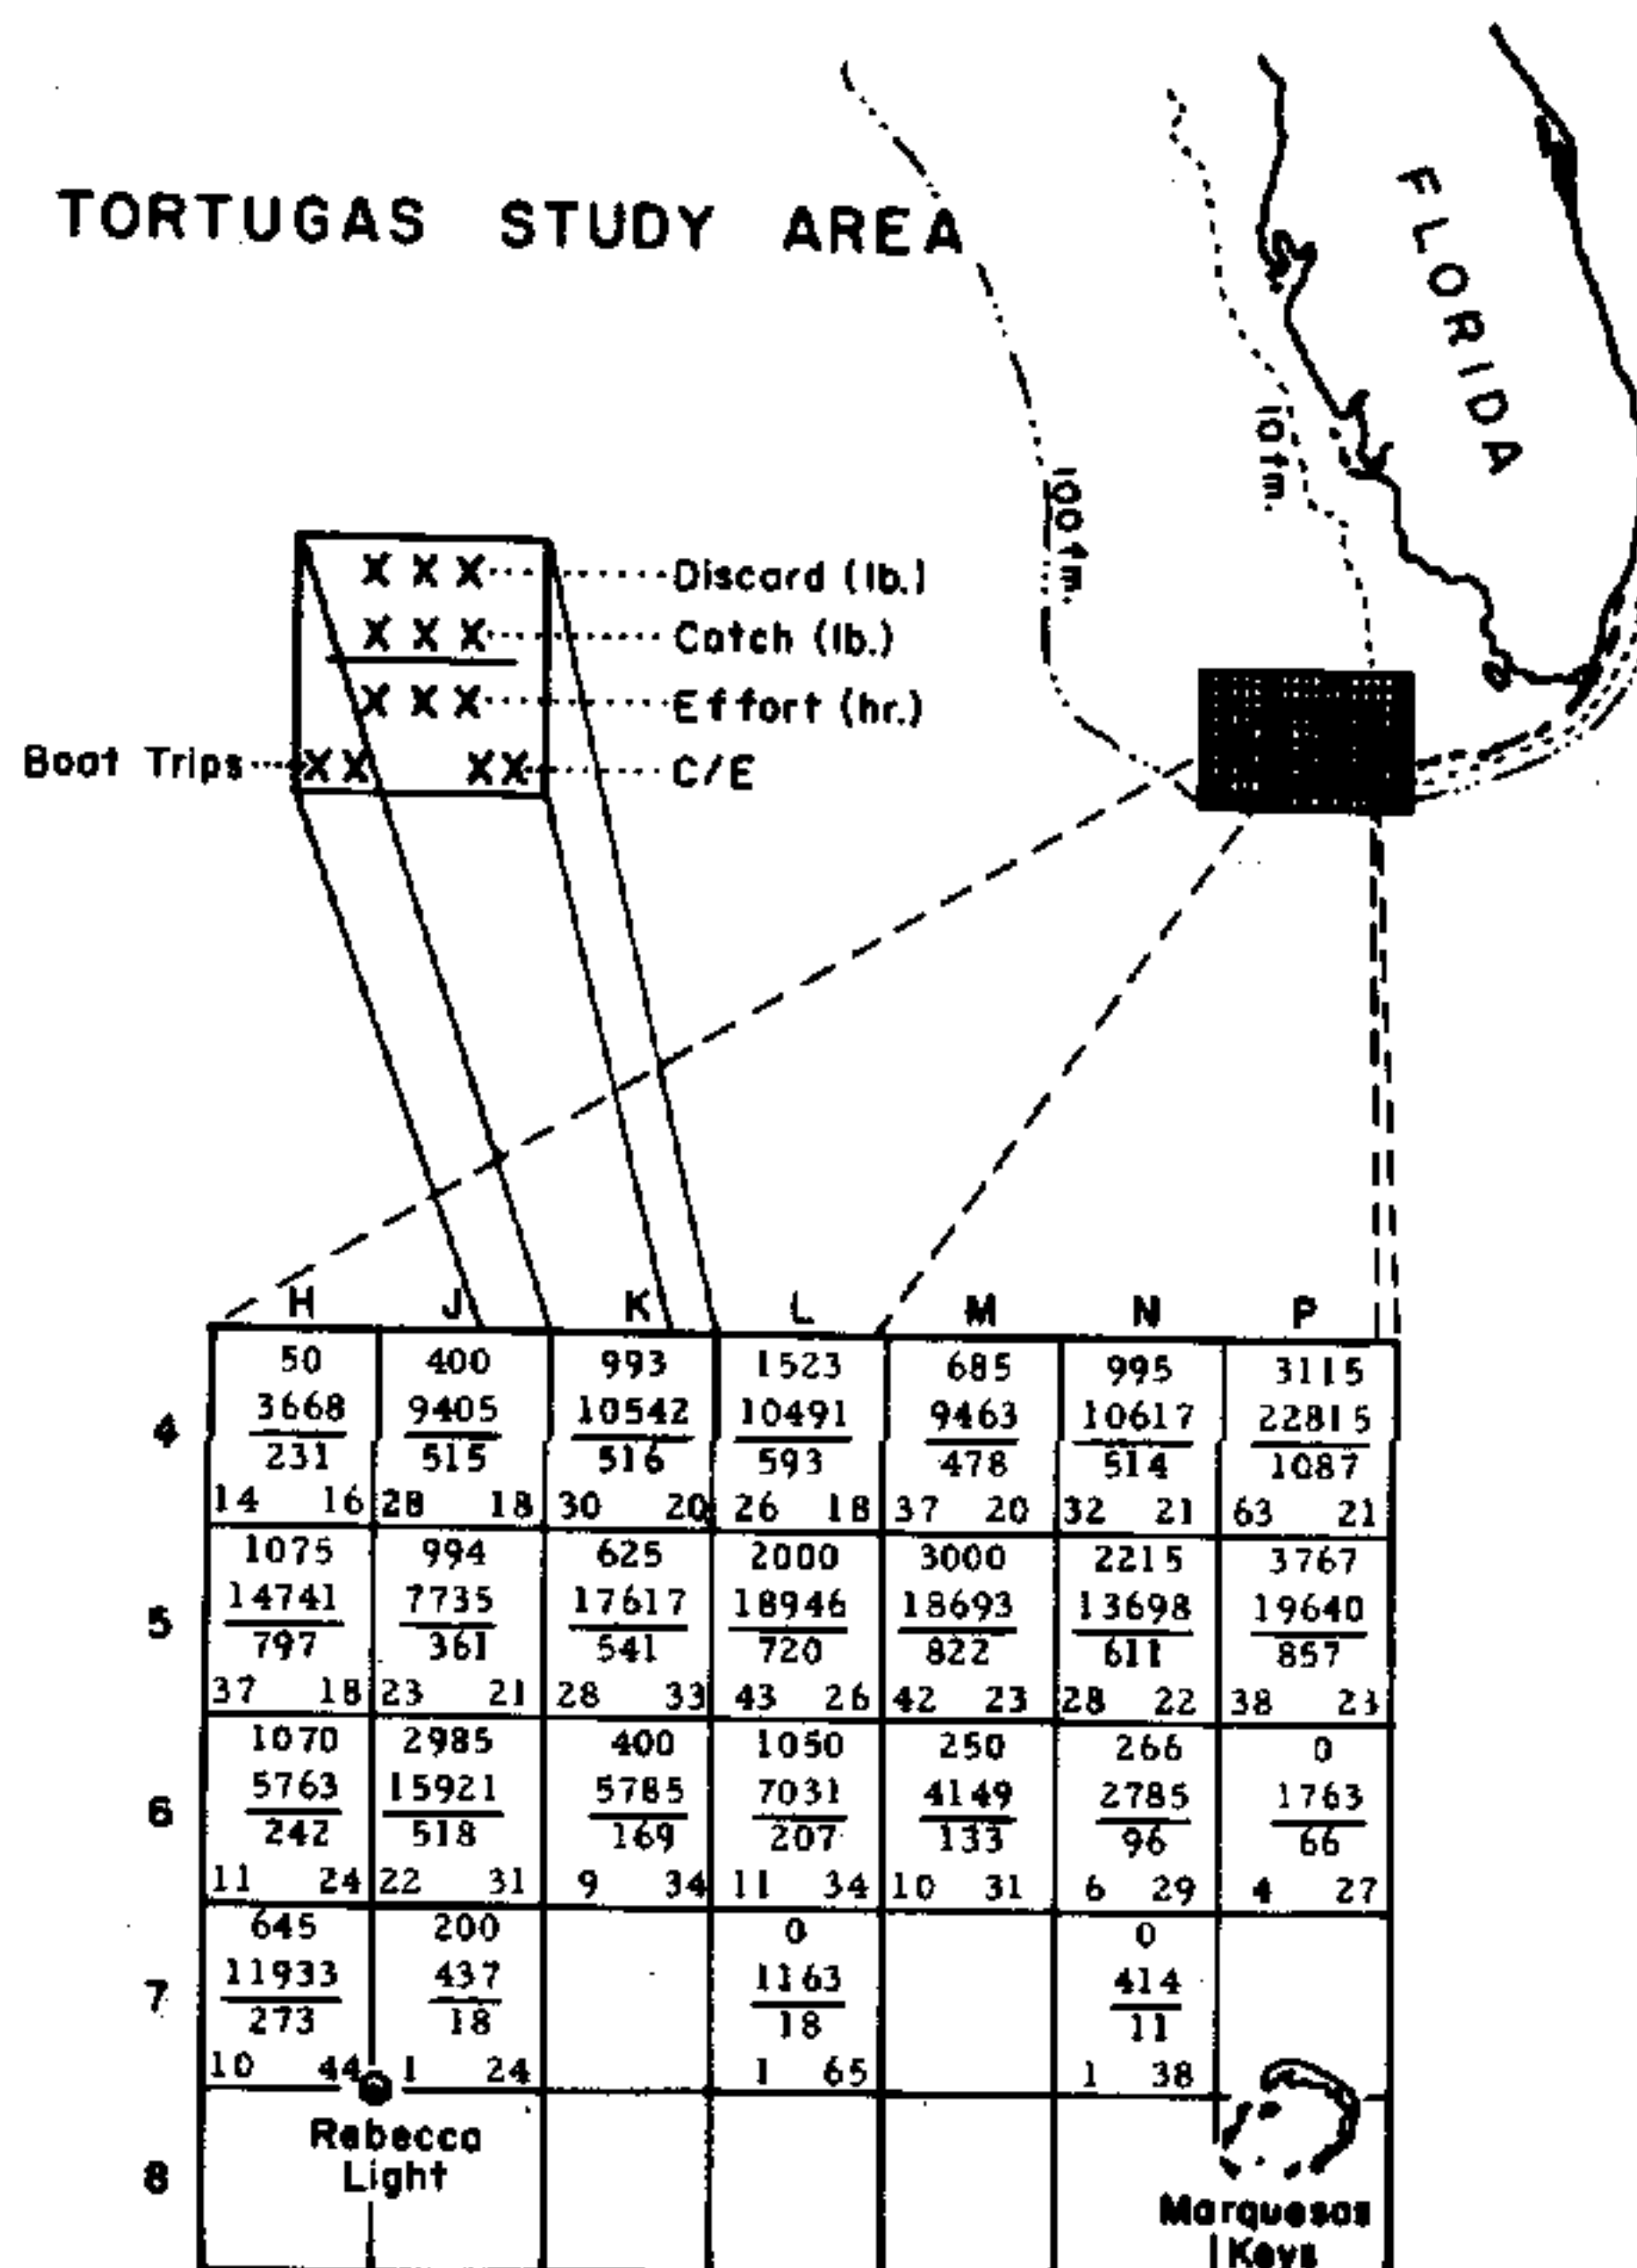 TORTUGAS STUDY AREA
FLORIDA
10 fm.
100 fm.
X X X Discard (lb.)
X X X Catch (lb.)
X X X Effort (hr.)
Boat Trips XX XX C/E
H J K L M N P
50 400 993 1523 685 995 3115
4 3668 9405 10542 10491 9463 10617 22815
231 515 516 593 478 514 1087
14 16 28 18 30 20 26 18 37 20 32 21 63 21
1075 994 625 2000 3000 2215 3767
5 14741 7735 17617 18946 18693 13698 19640
797 361 541 720 822 611 857
37 18 23 21 28 33 43 26 42 23 28 22 38 23
1070 2985 400 1050 250 266 0
6 5763 15921 5785 7031 4149 2785 1763
242 518 169 207 133 96 66
11 24 22 31 9 34 11 34 10 31 6 29 4 27
645 200 0 0
7 11933 437 1163 414
273 18 18 11
10 44 1 24 1 65 1 38
Rebecca
8 Light
Marquesas
Keys